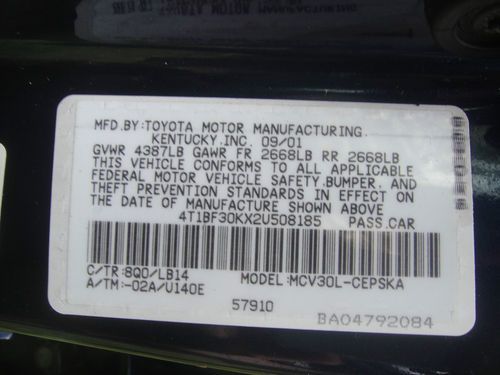 MFD.BY:TOYOTA MOTOR MANUFACTURING.
KENTUCKY.INC. 09/01
GVWR 4387LB GAWR FR 2668LB RR 2668LB
THIS VEHICLE CONFORMS TO ALL APPLICABLE
FEDERAL MOTOR VEHICLE SAFETY.BUMPER, AND
THEFT PREVENTION STANDARDS IN EFFECT ON
THE DATE OF MANUFACTURE SHOWN ABOVE
4T1BF30KX2U508185 PASS.CAR
C/TR:8Q0/LB14 MODEL:MCV30L-CEPSKA
A/TM:-02A/U140E
57910
BA04792084